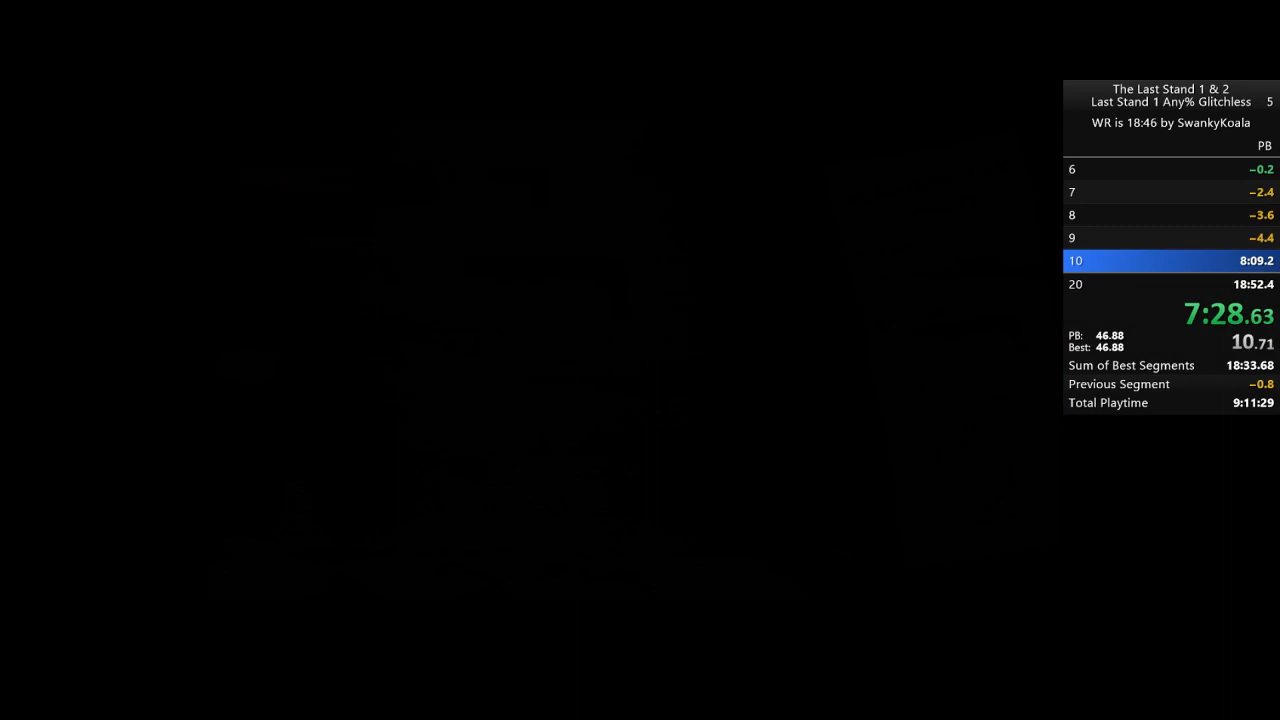 The Last Stand 1 & 2
Last Stand 1 Any% Glitchless 5
WR is 18:46 by SwankyKoala
PB
6 −0.2
7 −2.4
8 −3.6
9 −4.4
10 8:09.2
20 18:52.4
7:28.63
PB: 46.88
Best: 46.88
10.71
Sum of Best Segments 18:33.68
Previous Segment −0.8
Total Playtime 9:11:29